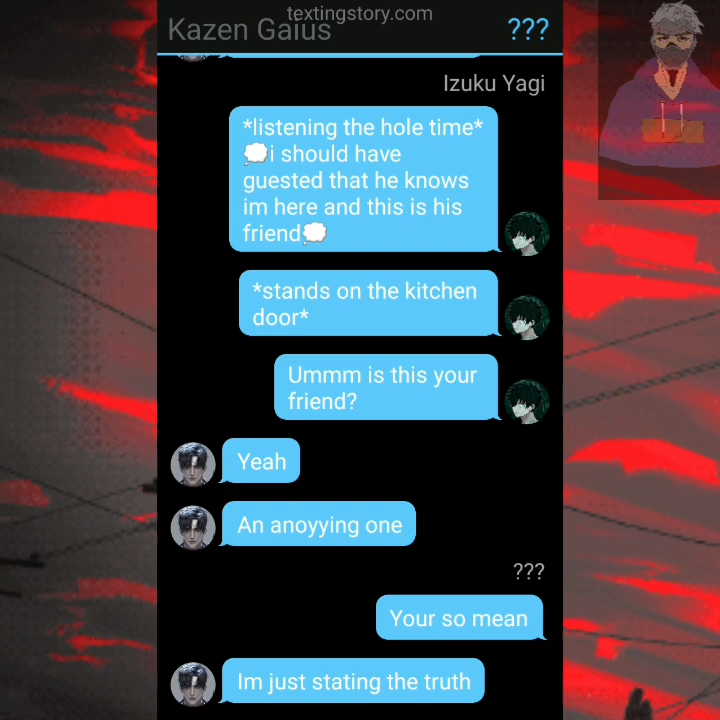 textingstory.com
Kazen Gaius
???
Izuku Yagi
*listening the hole time*
💭i should have
guested that he knows
im here and this is his
friend💭
*stands on the kitchen
door*
Ummm is this your
friend?
Yeah
An anoyying one
???
Your so mean
Im just stating the truth